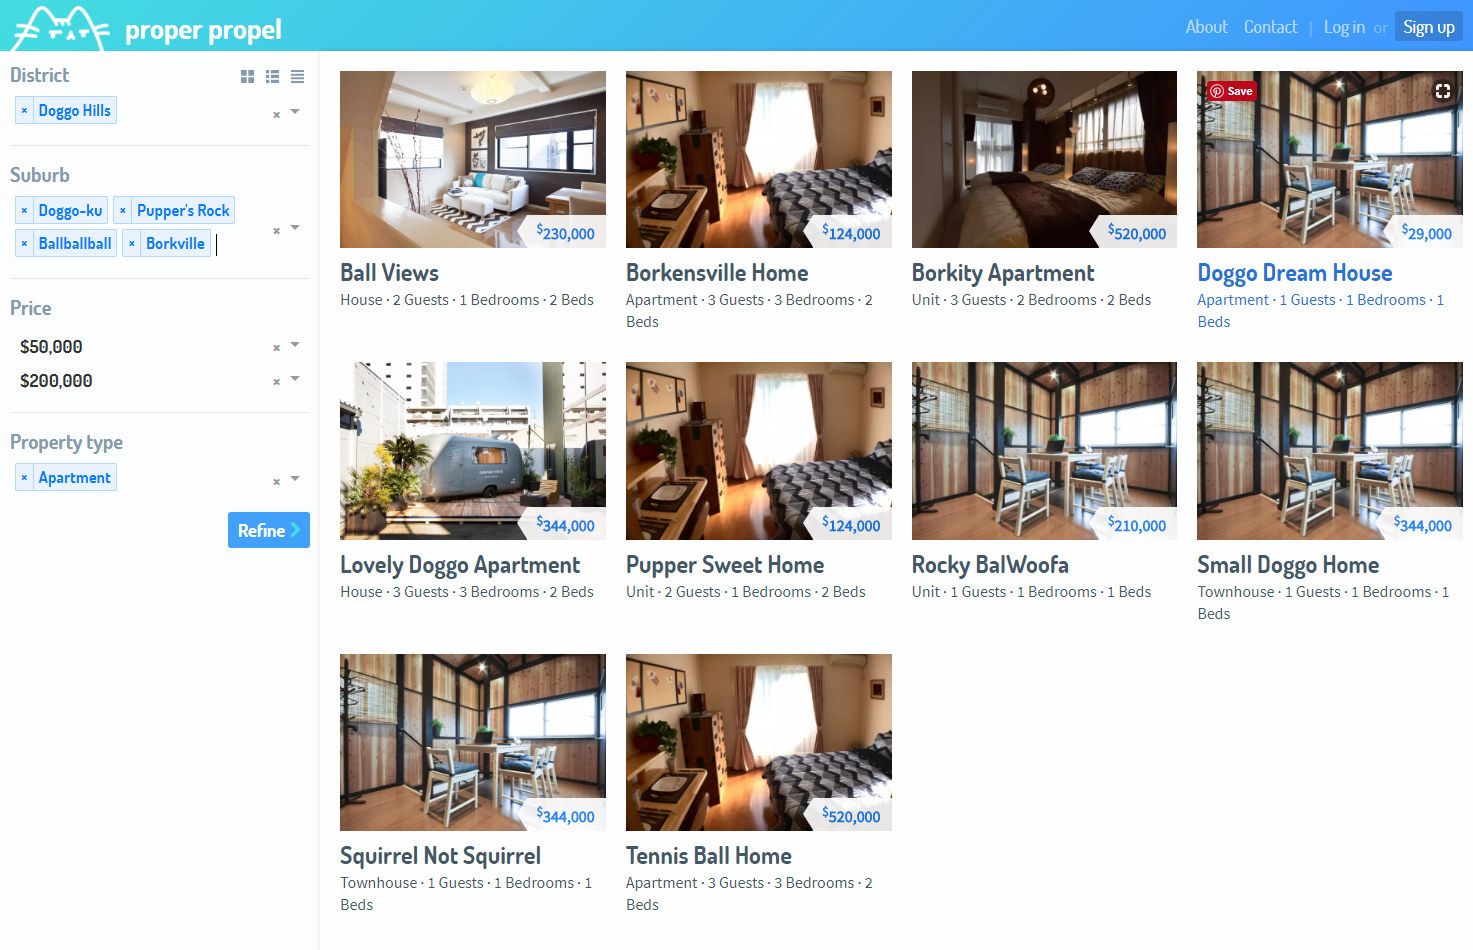 proper propel
About Contact | Log in or Sign up
District
× Doggo Hills
Suburb
× Doggo-ku × Pupper's Rock
× Ballballball × Borkville
Price
$50,000
$200,000
Property type
× Apartment
Refine
$230,000
Ball Views
House · 2 Guests · 1 Bedrooms · 2 Beds
$124,000
Borkensville Home
Apartment · 3 Guests · 3 Bedrooms · 2
Beds
$520,000
Borkity Apartment
Unit · 3 Guests · 2 Bedrooms · 2 Beds
Save
$29,000
Doggo Dream House
Apartment · 1 Guests · 1 Bedrooms · 1
Beds
$344,000
Lovely Doggo Apartment
House · 3 Guests · 3 Bedrooms · 2 Beds
$124,000
Pupper Sweet Home
Unit · 2 Guests · 1 Bedrooms · 2 Beds
$210,000
Rocky BalWoofa
Unit · 1 Guests · 1 Bedrooms · 1 Beds
$344,000
Small Doggo Home
Townhouse · 1 Guests · 1 Bedrooms · 1
Beds
$344,000
Squirrel Not Squirrel
Townhouse · 1 Guests · 1 Bedrooms · 1
Beds
$520,000
Tennis Ball Home
Apartment · 3 Guests · 3 Bedrooms · 2
Beds